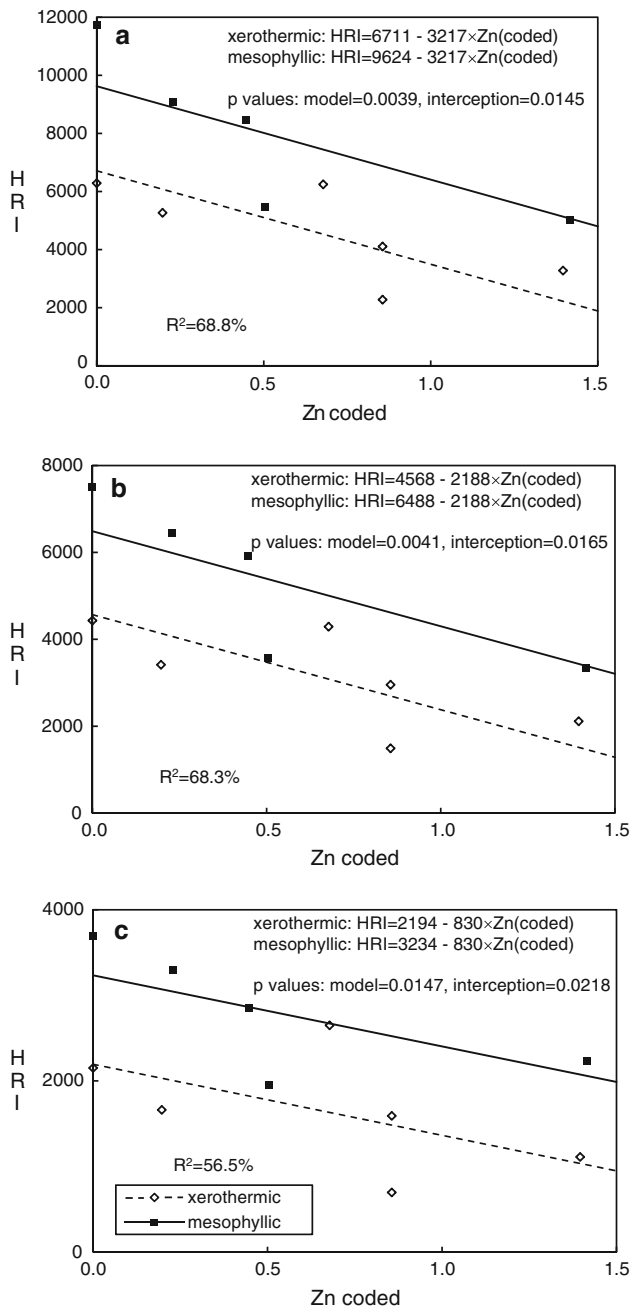 a
xerothermic: HRI=6711 - 3217×Zn(coded)
mesophyllic: HRI=9624 - 3217×Zn(coded)
p values: model=0.0039, interception=0.0145
12000
10000
8000
6000
4000
2000
0
H
R
I
R²=68.8%
0.0 0.5 1.0 1.5
Zn coded
b
xerothermic: HRI=4568 - 2188×Zn(coded)
mesophyllic: HRI=6488 - 2188×Zn(coded)
p values: model=0.0041, interception=0.0165
8000
6000
4000
2000
0
H
R
I
R²=68.3%
0.0 0.5 1.0 1.5
Zn coded
c
xerothermic: HRI=2194 - 830×Zn(coded)
mesophyllic: HRI=3234 - 830×Zn(coded)
p values: model=0.0147, interception=0.0218
4000
2000
0
H
R
I
R²=56.5%
xerothermic
mesophyllic
0.0 0.5 1.0 1.5
Zn coded